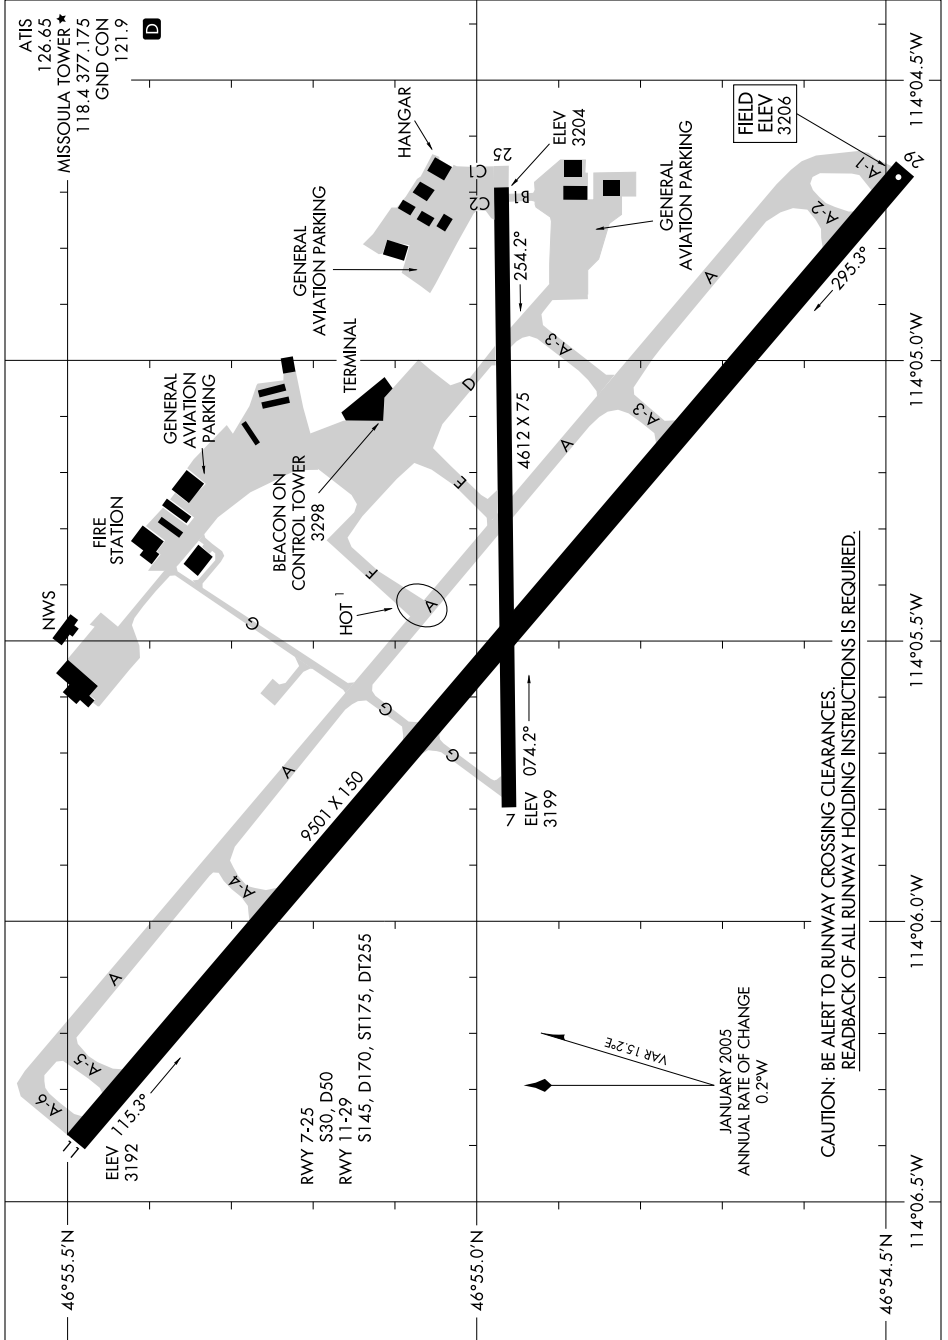 ATIS
126.65
MISSOULA TOWER★
118.4 377.175
GND CON
121.9
D
NWS
FIRE
STATION
GENERAL
AVIATION
PARKING
TERMINAL
GENERAL
AVIATION PARKING
HANGAR
BEACON ON
CONTROL TOWER
3298
HOT 1
C1
C2
25
B1
ELEV
3204
254.2°
GENERAL
AVIATION PARKING
FIELD
ELEV
3206
A-1
29
A-2
295.3°
A
A-3
A-3
A
D
E
F
A
4612 X 75
G
G
G
A
9501 X 150
A-4
A
A-5
A-6
11
115.3°
ELEV
3192
7
ELEV
3199
074.2°
RWY 7-25
S30, D50
RWY 11-29
S145, D170, ST175, DT255
VAR 15.2°E
JANUARY 2005
ANNUAL RATE OF CHANGE
0.2°W
CAUTION: BE ALERT TO RUNWAY CROSSING CLEARANCES.
READBACK OF ALL RUNWAY HOLDING INSTRUCTIONS IS REQUIRED.
46°55.5'N
46°55.0'N
46°54.5'N
114°06.5'W
114°06.0'W
114°05.5'W
114°05.0'W
114°04.5'W